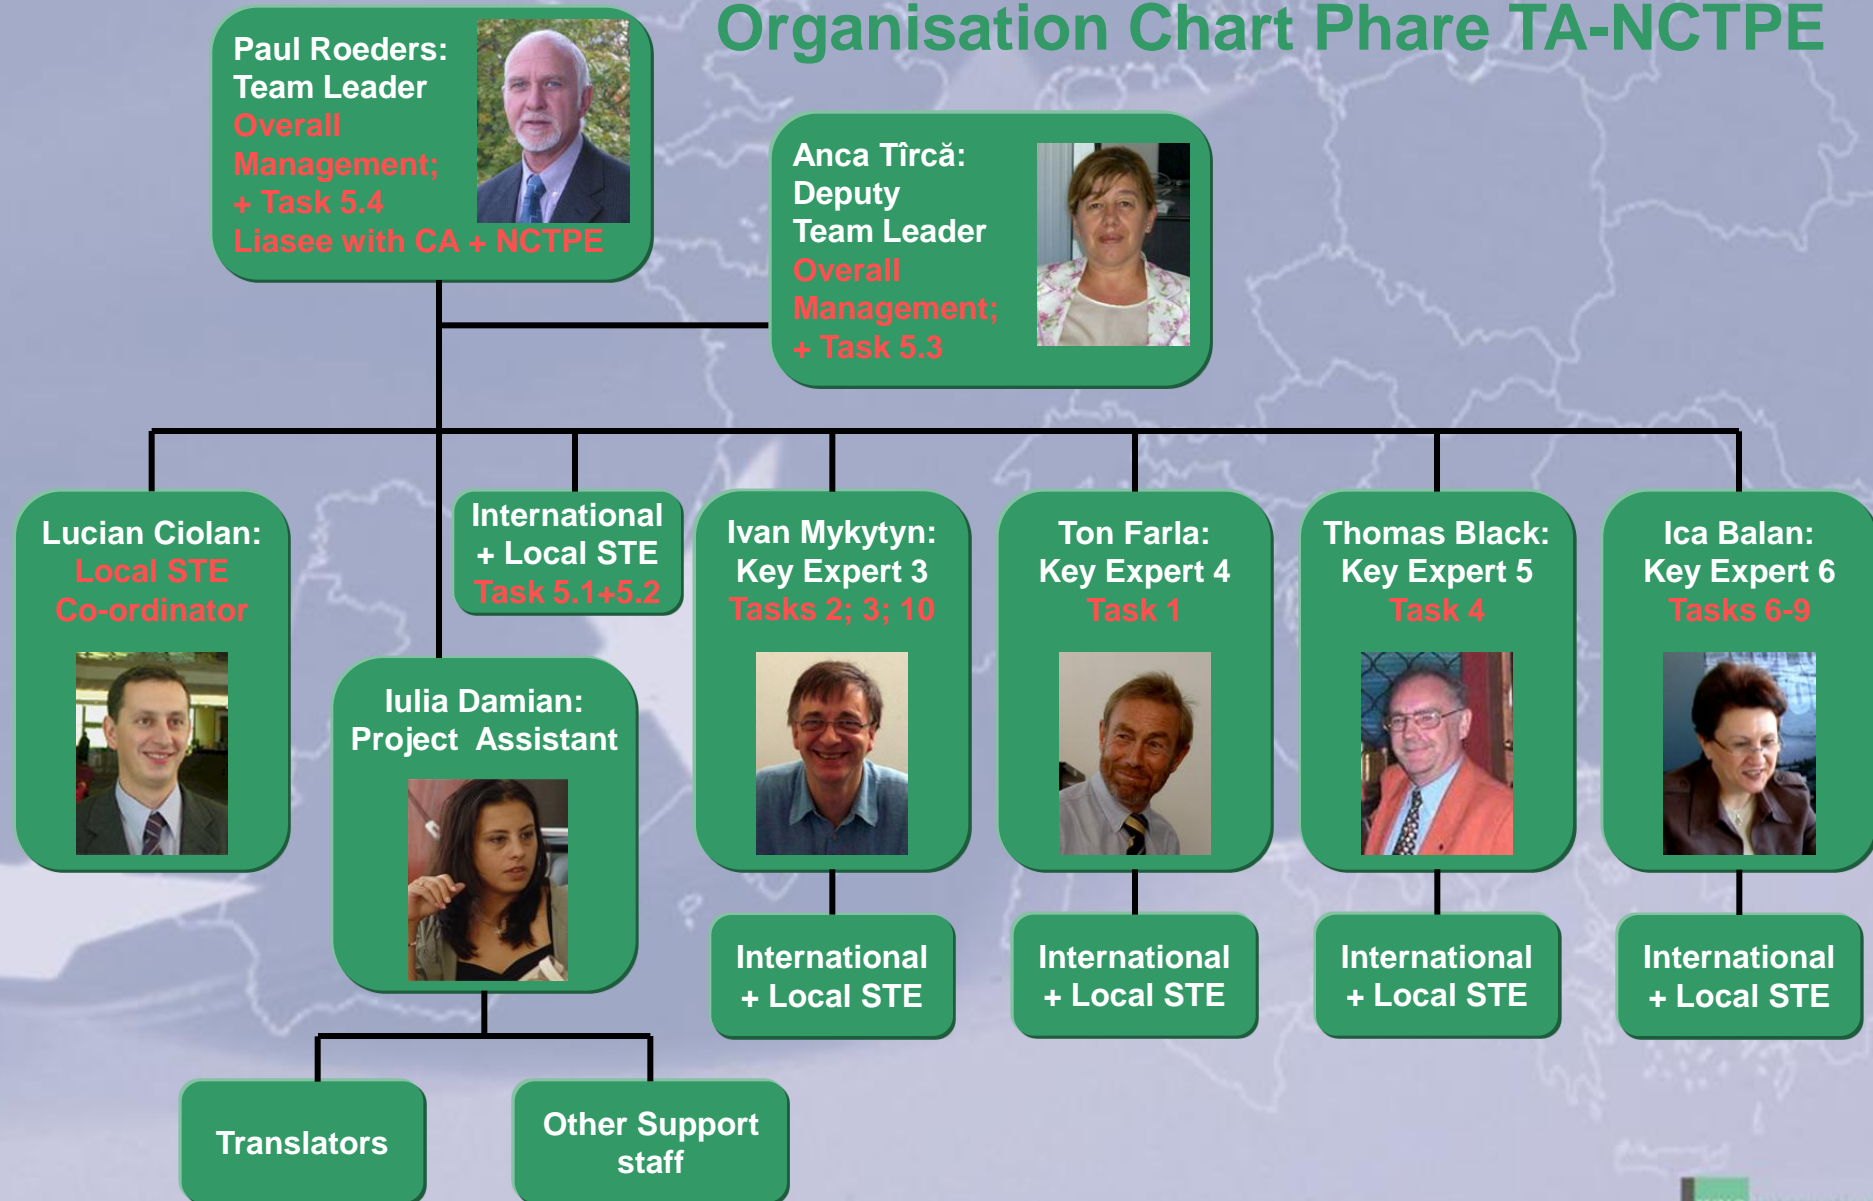 Organisation Chart Phare TA-NCTPE
Paul Roeders:
Team Leader
Overall
Management;
+ Task 5.4
Liasee with CA + NCTPE
Anca Tîrcă:
Deputy
Team Leader
Overall
Management;
+ Task 5.3
Lucian Ciolan:
Local STE
Co-ordinator
International
+ Local STE
Task 5.1+5.2
Ivan Mykytyn:
Key Expert 3
Tasks 2; 3; 10
Ton Farla:
Key Expert 4
Task 1
Thomas Black:
Key Expert 5
Task 4
Ica Balan:
Key Expert 6
Tasks 6-9
Iulia Damian:
Project Assistant
International
+ Local STE
International
+ Local STE
International
+ Local STE
International
+ Local STE
Translators
Other Support
staff